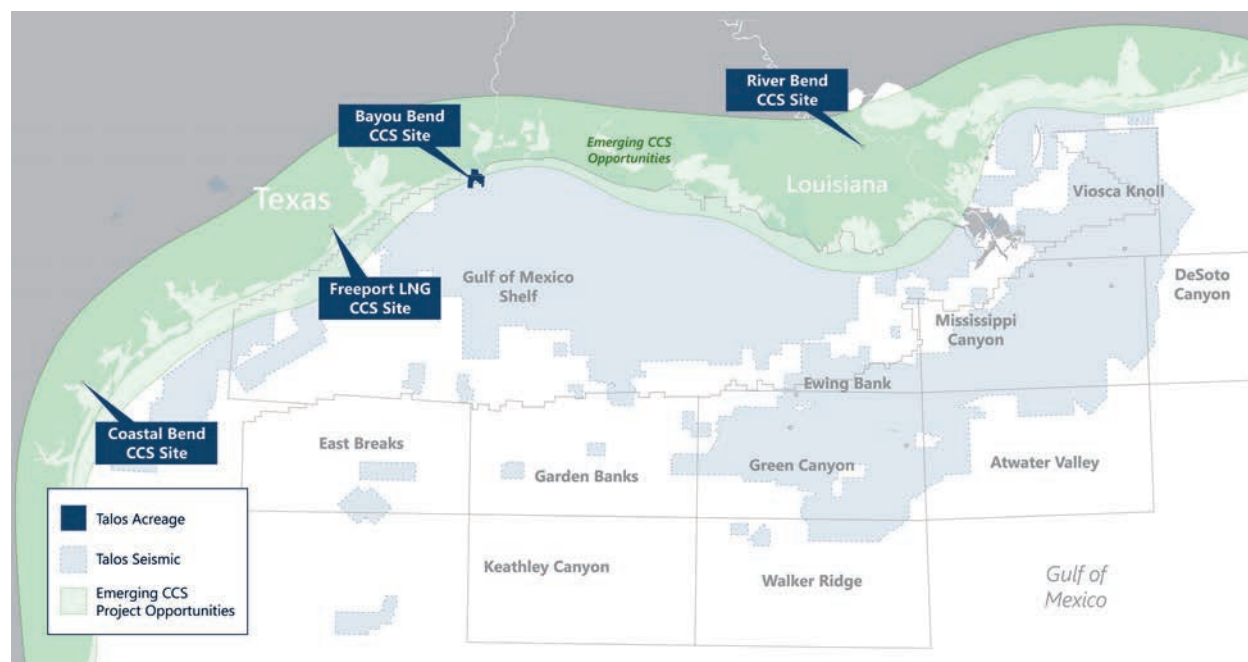 River Bend
CCS Site
Bayou Bend
CCS Site
Emerging CCS
Opportunities
Texas
Louisiana
Viosca Knoll
Freeport LNG
CCS Site
Gulf of Mexico
Shelf
DeSoto
Canyon
Mississippi
Canyon
Ewing Bank
Coastal Bend
CCS Site
East Breaks
Garden Banks
Green Canyon
Atwater Valley
Talos Acreage
Talos Seismic
Emerging CCS
Project Opportunities
Keathley Canyon
Walker Ridge
Gulf of
Mexico